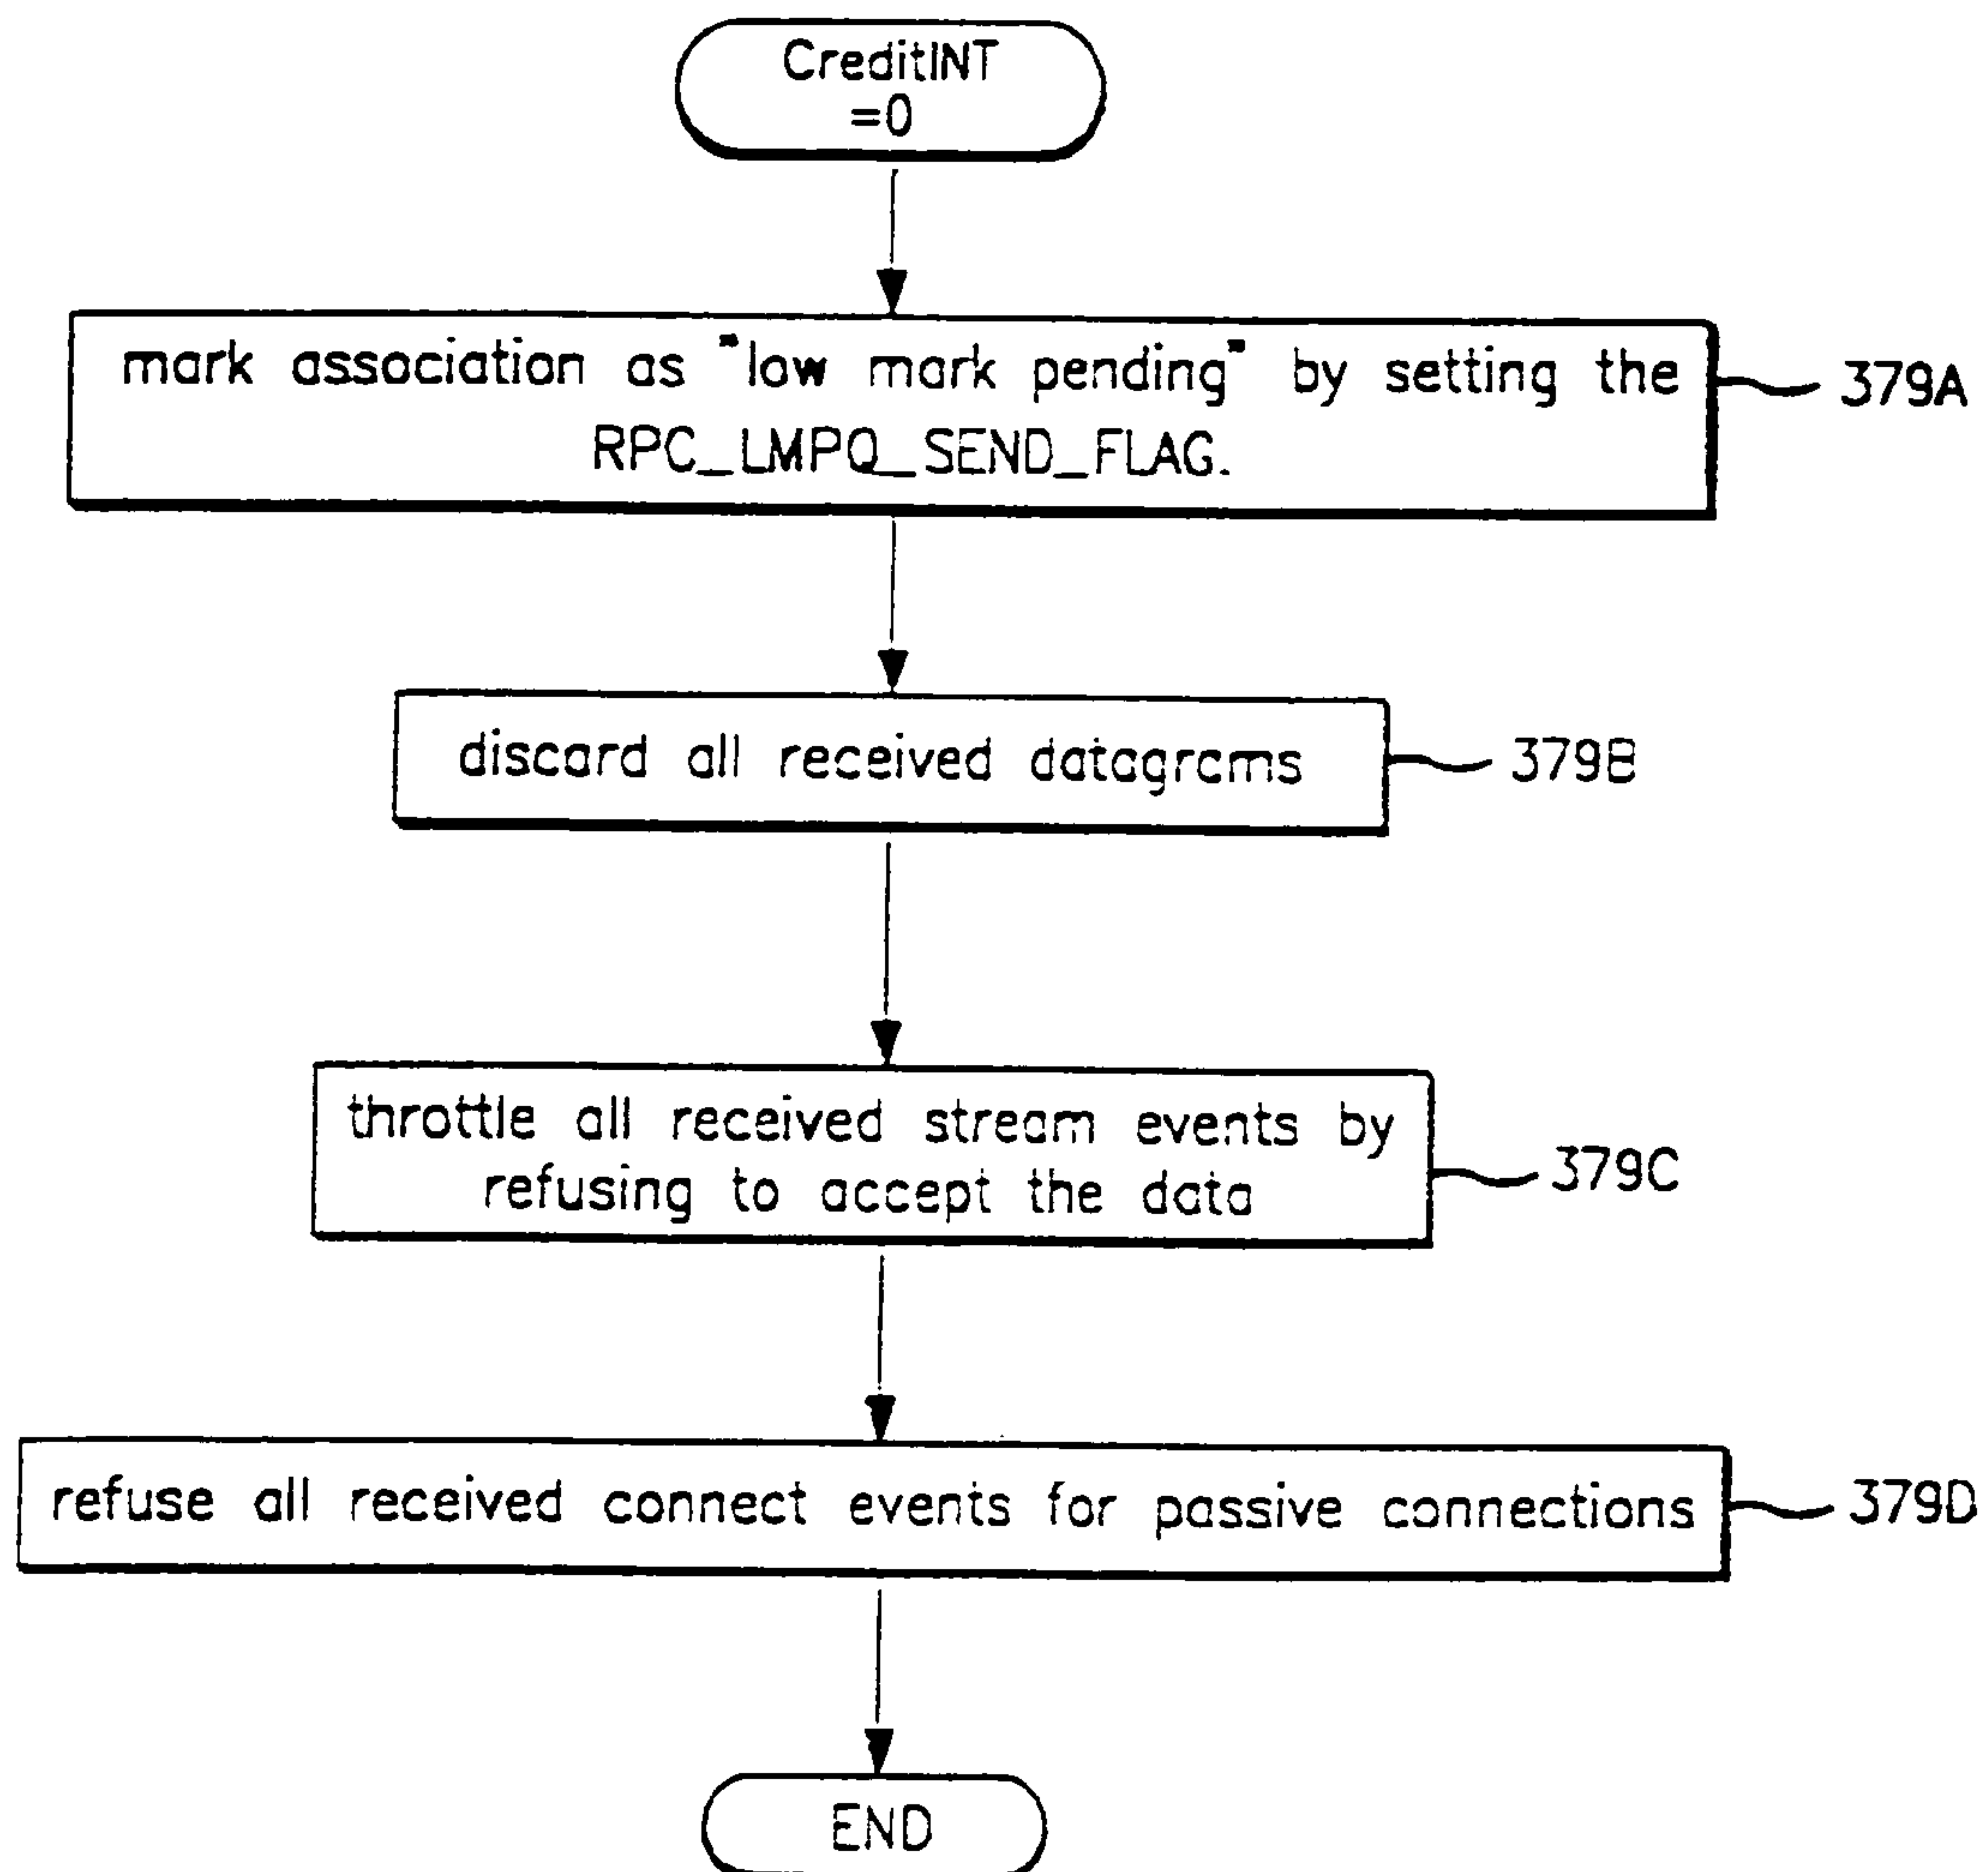 CreditINT
=0
mark association as "low mark pending" by setting the
RPC_LMPQ_SEND_FLAG.
379A
discard all received datagrams
379B
throttle all received stream events by
refusing to accept the data
379C
refuse all received connect events for passive connections
379D
END